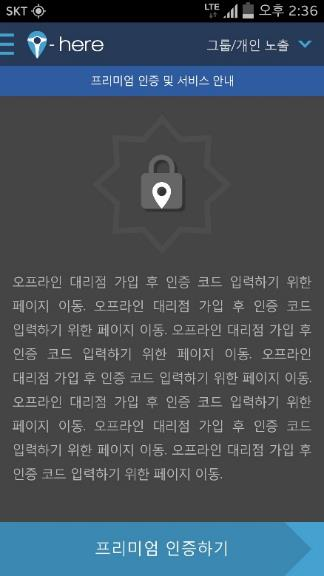 SKT LTE 오후 2:36
- here 그룹/개인 노출
프리미엄 인증 및 서비스 안내
오프라인 대리점 가입 후 인증 코드 입력하기 위한
페이지 이동. 오프라인 대리점 가입 후 인증 코드
입력하기 위한 페이지 이동. 오프라인 대리점 가입 후
인증 코드 입력하기 위한 페이지 이동. 오프라인
대리점 가입 후 인증 코드 입력하기 위한 페이지 이동.
오프라인 대리점 가입 후 인증 코드 입력하기 위한
페이지 이동. 오프라인 대리점 가입 후 인증 코드
입력하기 위한 페이지 이동. 오프라인 대리점 가입 후
인증 코드 입력하기 위한 페이지 이동.
프리미엄 인증하기